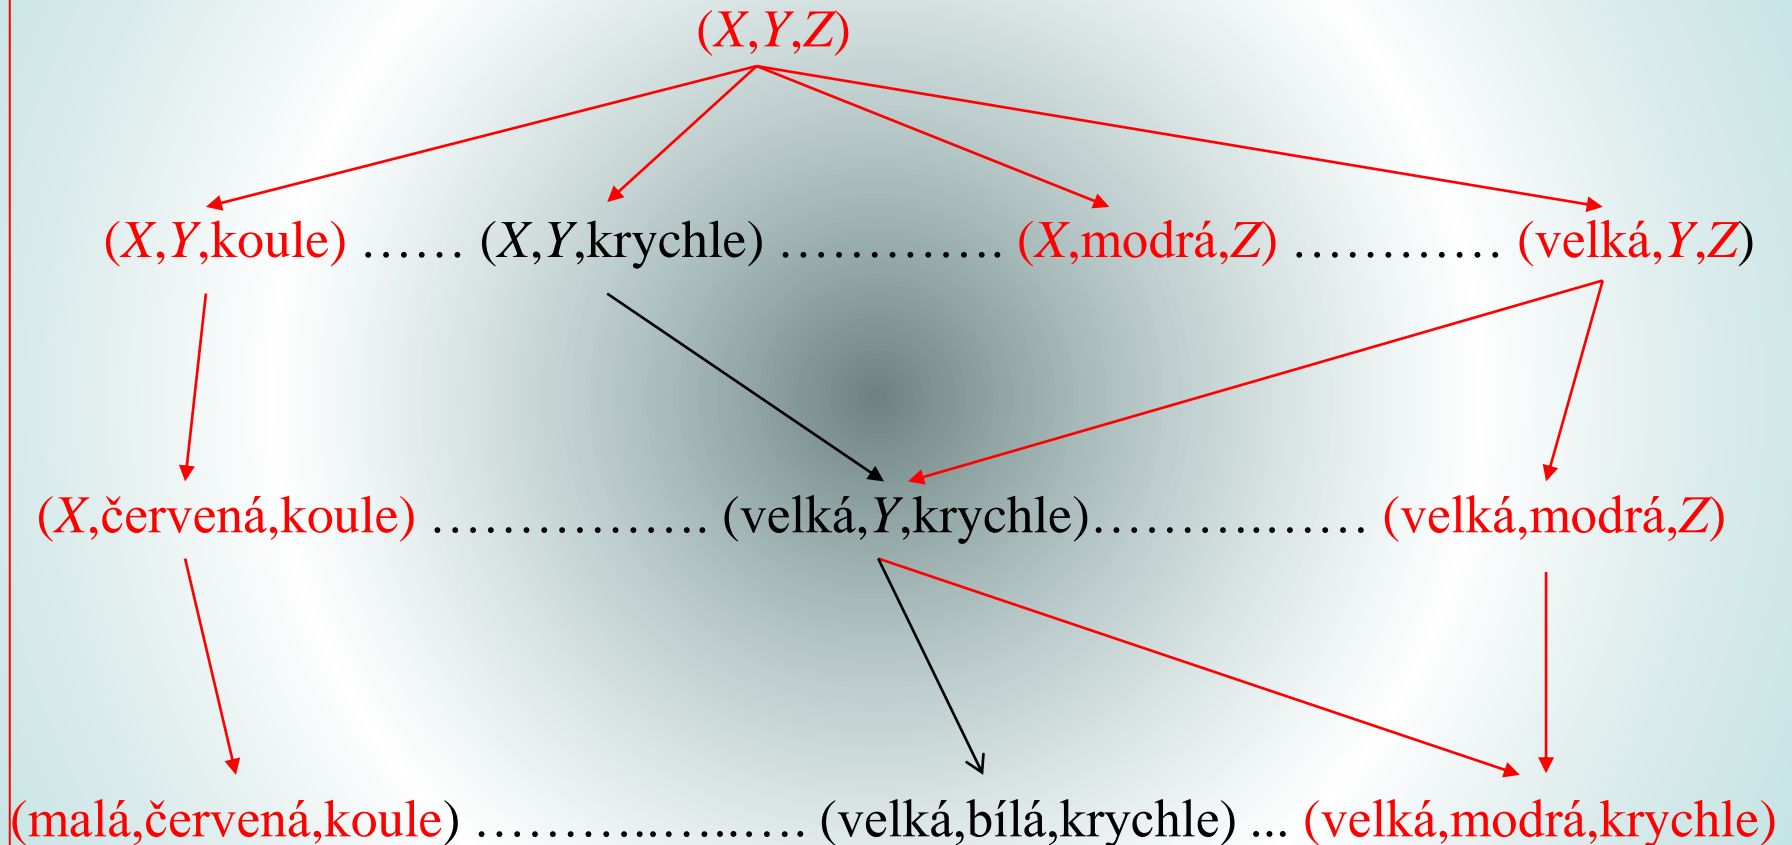 (X,Y,Z)
(X,Y,koule) …… (X,Y,krychle) …………. (X,modrá,Z) ………… (velká,Y,Z)
(X,červená,koule) ……………. (velká,Y,krychle)……….…… (velká,modrá,Z)
(malá,červená,koule) ………..…..…. (velká,bílá,krychle) ... (velká,modrá,krychle)